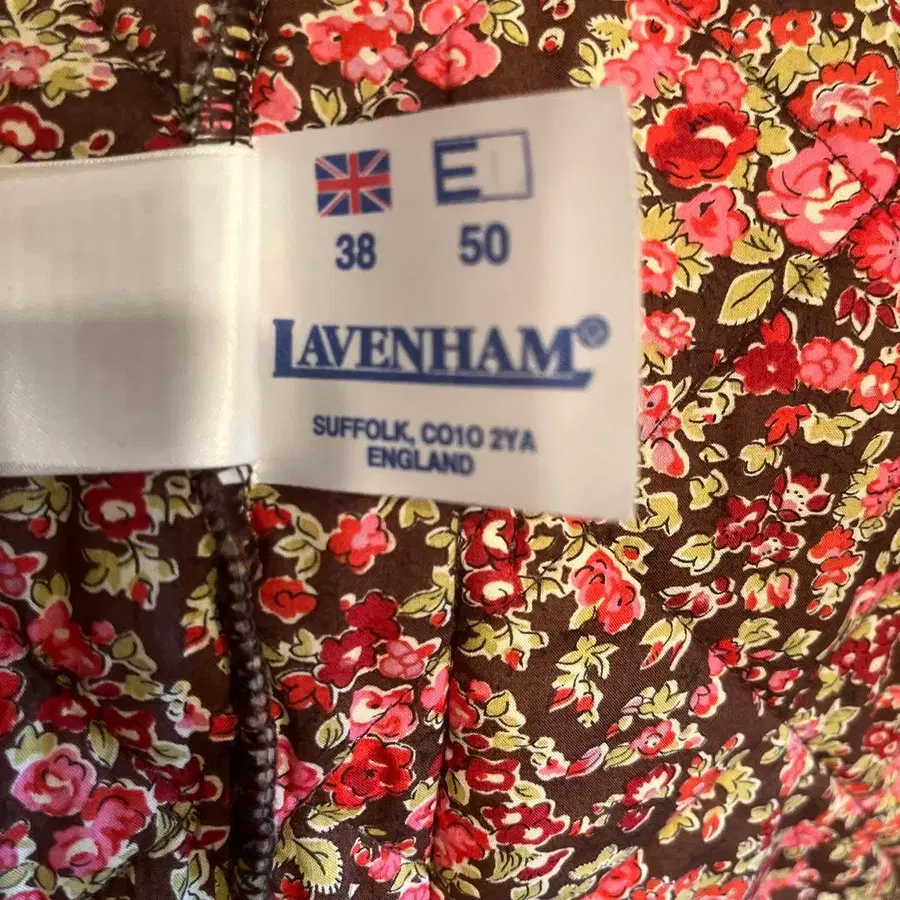 E
38 50
LAVENHAM®
SUFFOLK, CO10 2YA
ENGLAND